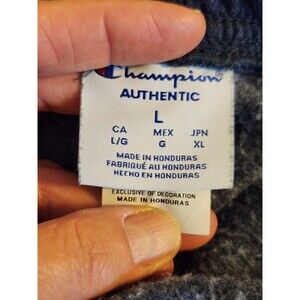 Champion
AUTHENTIC
L
CA MEX JPN
L/G G XL
MADE IN HONDURAS
FABRIQUÉ AU HONDURAS
HECHO EN HONDURAS
EXCLUSIVE OF DECORATION
MADE IN HONDURAS